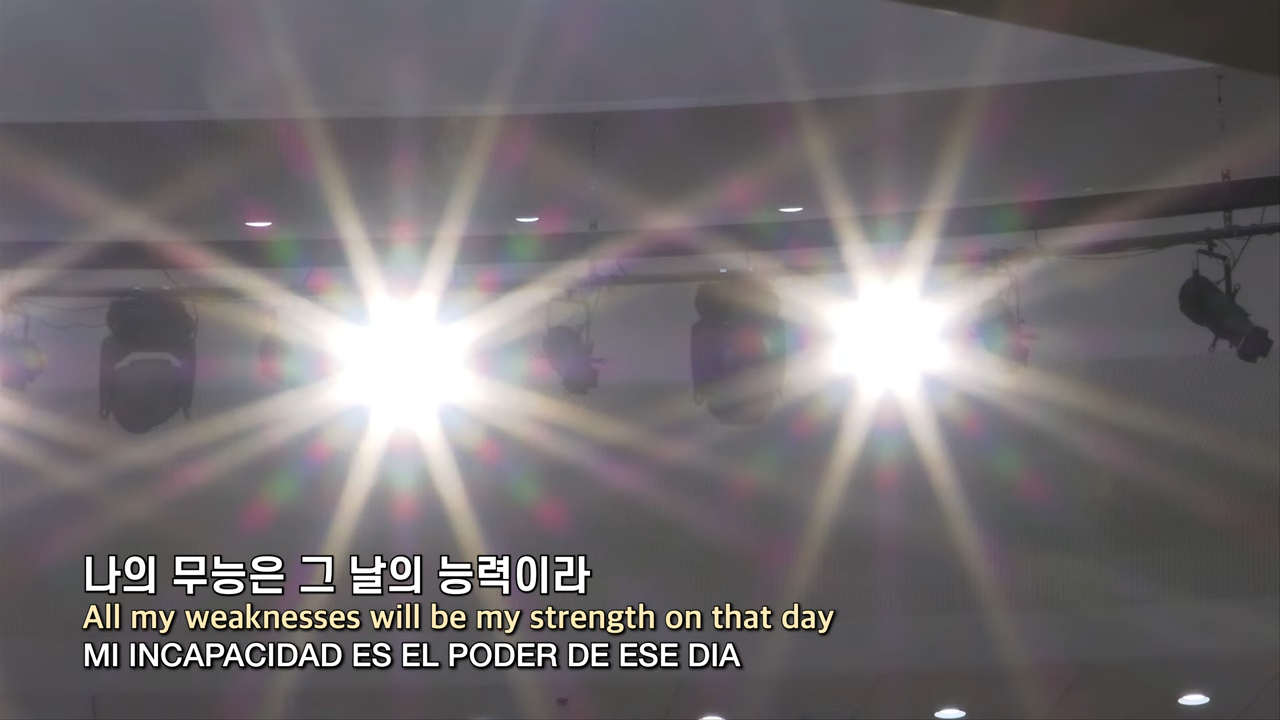 나의 무능은 그 날의 능력이라
All my weaknesses will be my strength on that day
MI INCAPACIDAD ES EL PODER DE ESE DIA